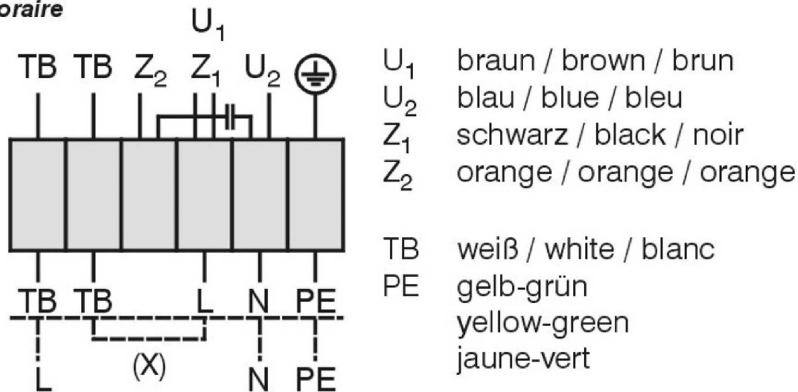 oraire
U1
TB TB Z2 Z1 U2
TB TB L N PE
(X)
L N PE
U1 braun / brown / brun
U2 blau / blue / bleu
Z1 schwarz / black / noir
Z2 orange / orange / orange
TB weiß / white / blanc
PE gelb-grün
yellow-green
jaune-vert